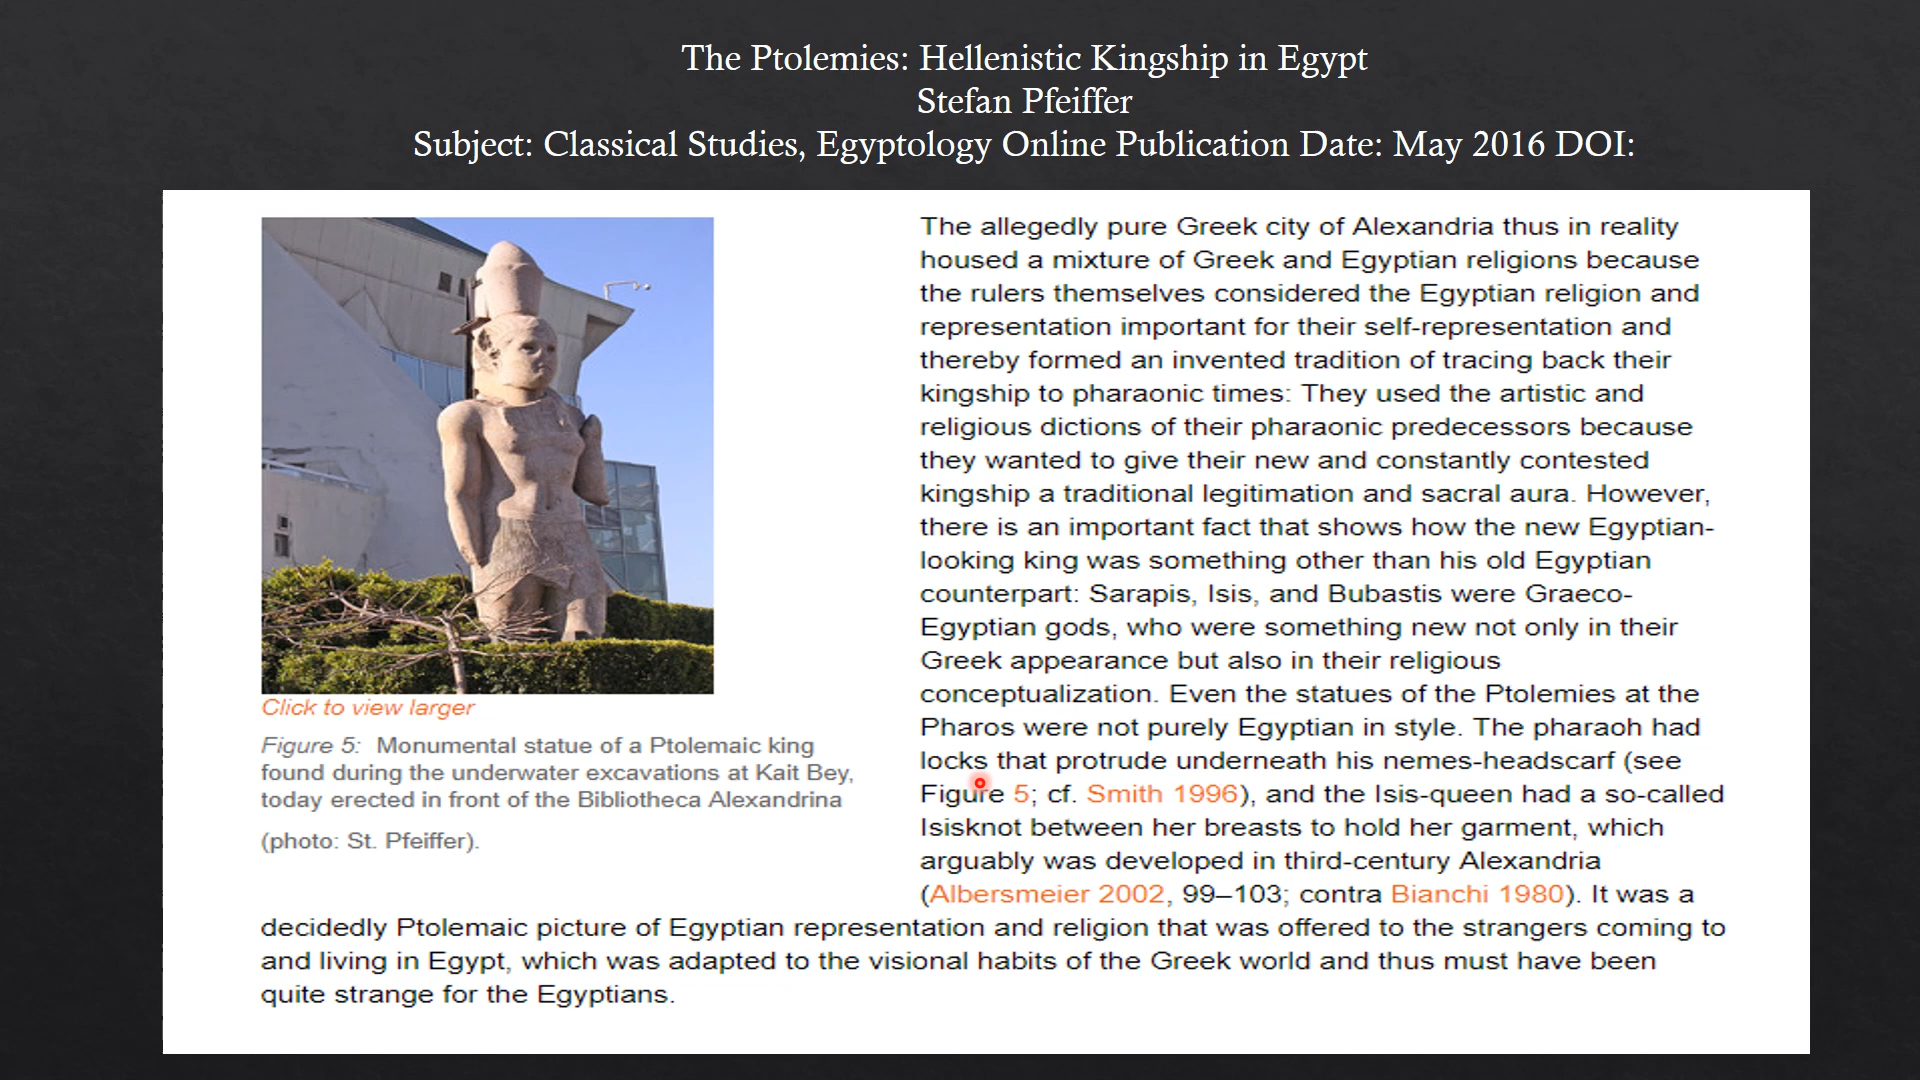 The Ptolemies: Hellenistic Kingship in Egypt
Stefan Pfeiffer
Subject: Classical Studies, Egyptology Online Publication Date: May 2016 DOI:
Click to view larger
Figure 5: Monumental statue of a Ptolemaic king
found during the underwater excavations at Kait Bey,
today erected in front of the Bibliotheca Alexandrina
(photo: St. Pfeiffer).
The allegedly pure Greek city of Alexandria thus in reality
housed a mixture of Greek and Egyptian religions because
the rulers themselves considered the Egyptian religion and
representation important for their self-representation and
thereby formed an invented tradition of tracing back their
kingship to pharaonic times: They used the artistic and
religious dictions of their pharaonic predecessors because
they wanted to give their new and constantly contested
kingship a traditional legitimation and sacral aura. However,
there is an important fact that shows how the new Egyptian-
looking king was something other than his old Egyptian
counterpart: Sarapis, Isis, and Bubastis were Graeco-
Egyptian gods, who were something new not only in their
Greek appearance but also in their religious
conceptualization. Even the statues of the Ptolemies at the
Pharos were not purely Egyptian in style. The pharaoh had
locks that protrude underneath his nemes-headscarf (see
Figure 5; cf. Smith 1996), and the Isis-queen had a so-called
Isisknot between her breasts to hold her garment, which
arguably was developed in third-century Alexandria
(Albersmeier 2002, 99–103; contra Bianchi 1980). It was a
decidedly Ptolemaic picture of Egyptian representation and religion that was offered to the strangers coming to
and living in Egypt, which was adapted to the visional habits of the Greek world and thus must have been
quite strange for the Egyptians.